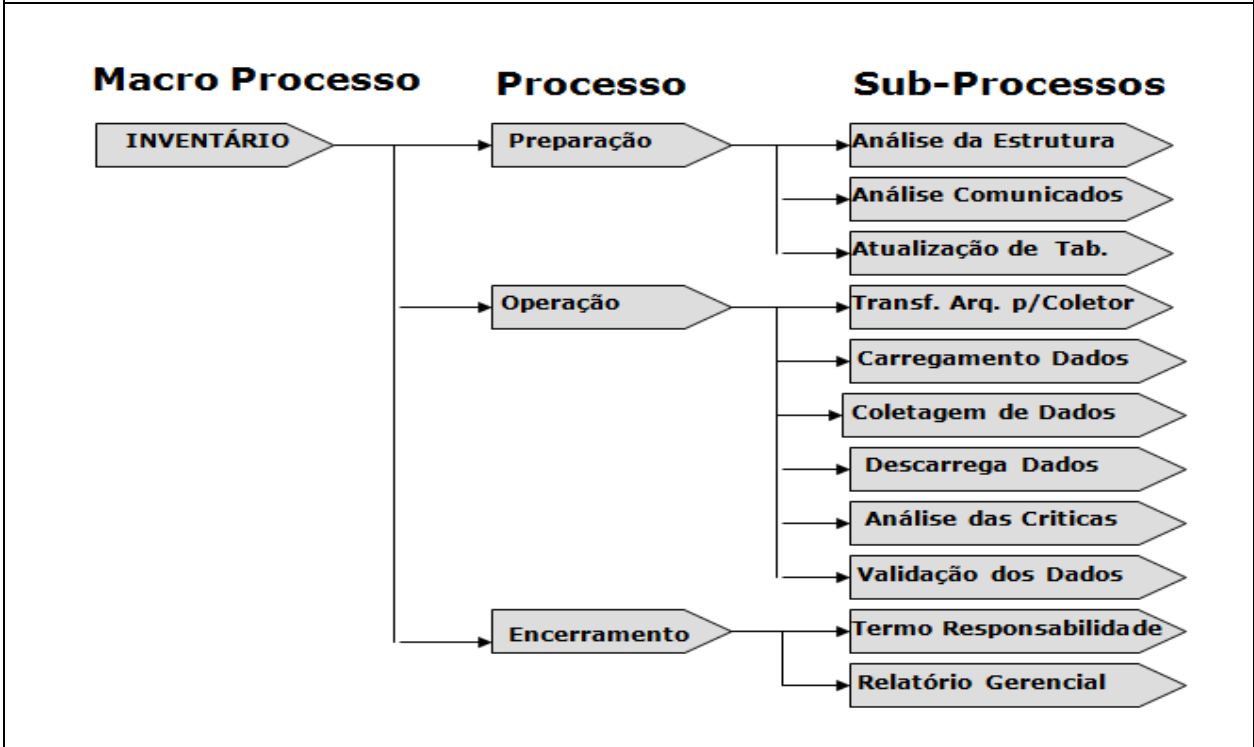 Macro Processo
Processo
Sub-Processos
INVENTÁRIO
Preparação
Análise da Estrutura
Análise Comunicados
Atualização de Tab.
Operação
Transf. Arq. p/Coletor
Carregamento Dados
Coletagem de Dados
Descarrega Dados
Análise das Criticas
Validação dos Dados
Encerramento
Termo Responsabilidade
Relatório Gerencial